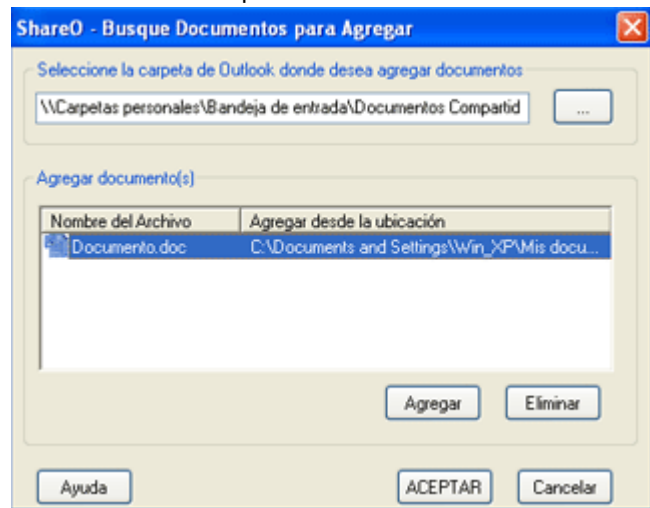 ShareO - Busque Documentos para Agregar
Seleccione la carpeta de Outlook donde desea agregar documentos
\\Carpetas personales\Bandeja de entrada\Documentos Compartid
...
Agregar documento(s)
Nombre del Archivo Agregar desde la ubicación
Documento.doc C:\Documents and Settings\Win_XP\Mis docu...
Agregar Eliminar
Ayuda ACEPTAR Cancelar